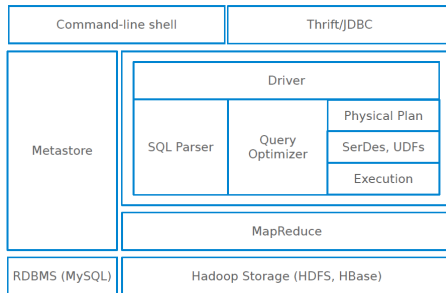 Command-line shell
Thrift/JDBC
Metastore
Driver
SQL Parser
Query
Optimizer
Physical Plan
SerDes, UDFs
Execution
MapReduce
RDBMS (MySQL)
Hadoop Storage (HDFS, HBase)